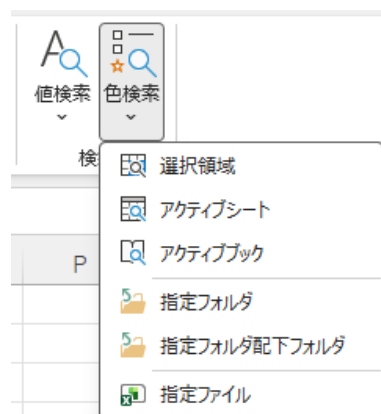 値検索 色検索
検
選択領域
アクティブシート
アクティブブック
P
指定フォルダ
指定フォルダ配下フォルダ
指定ファイル